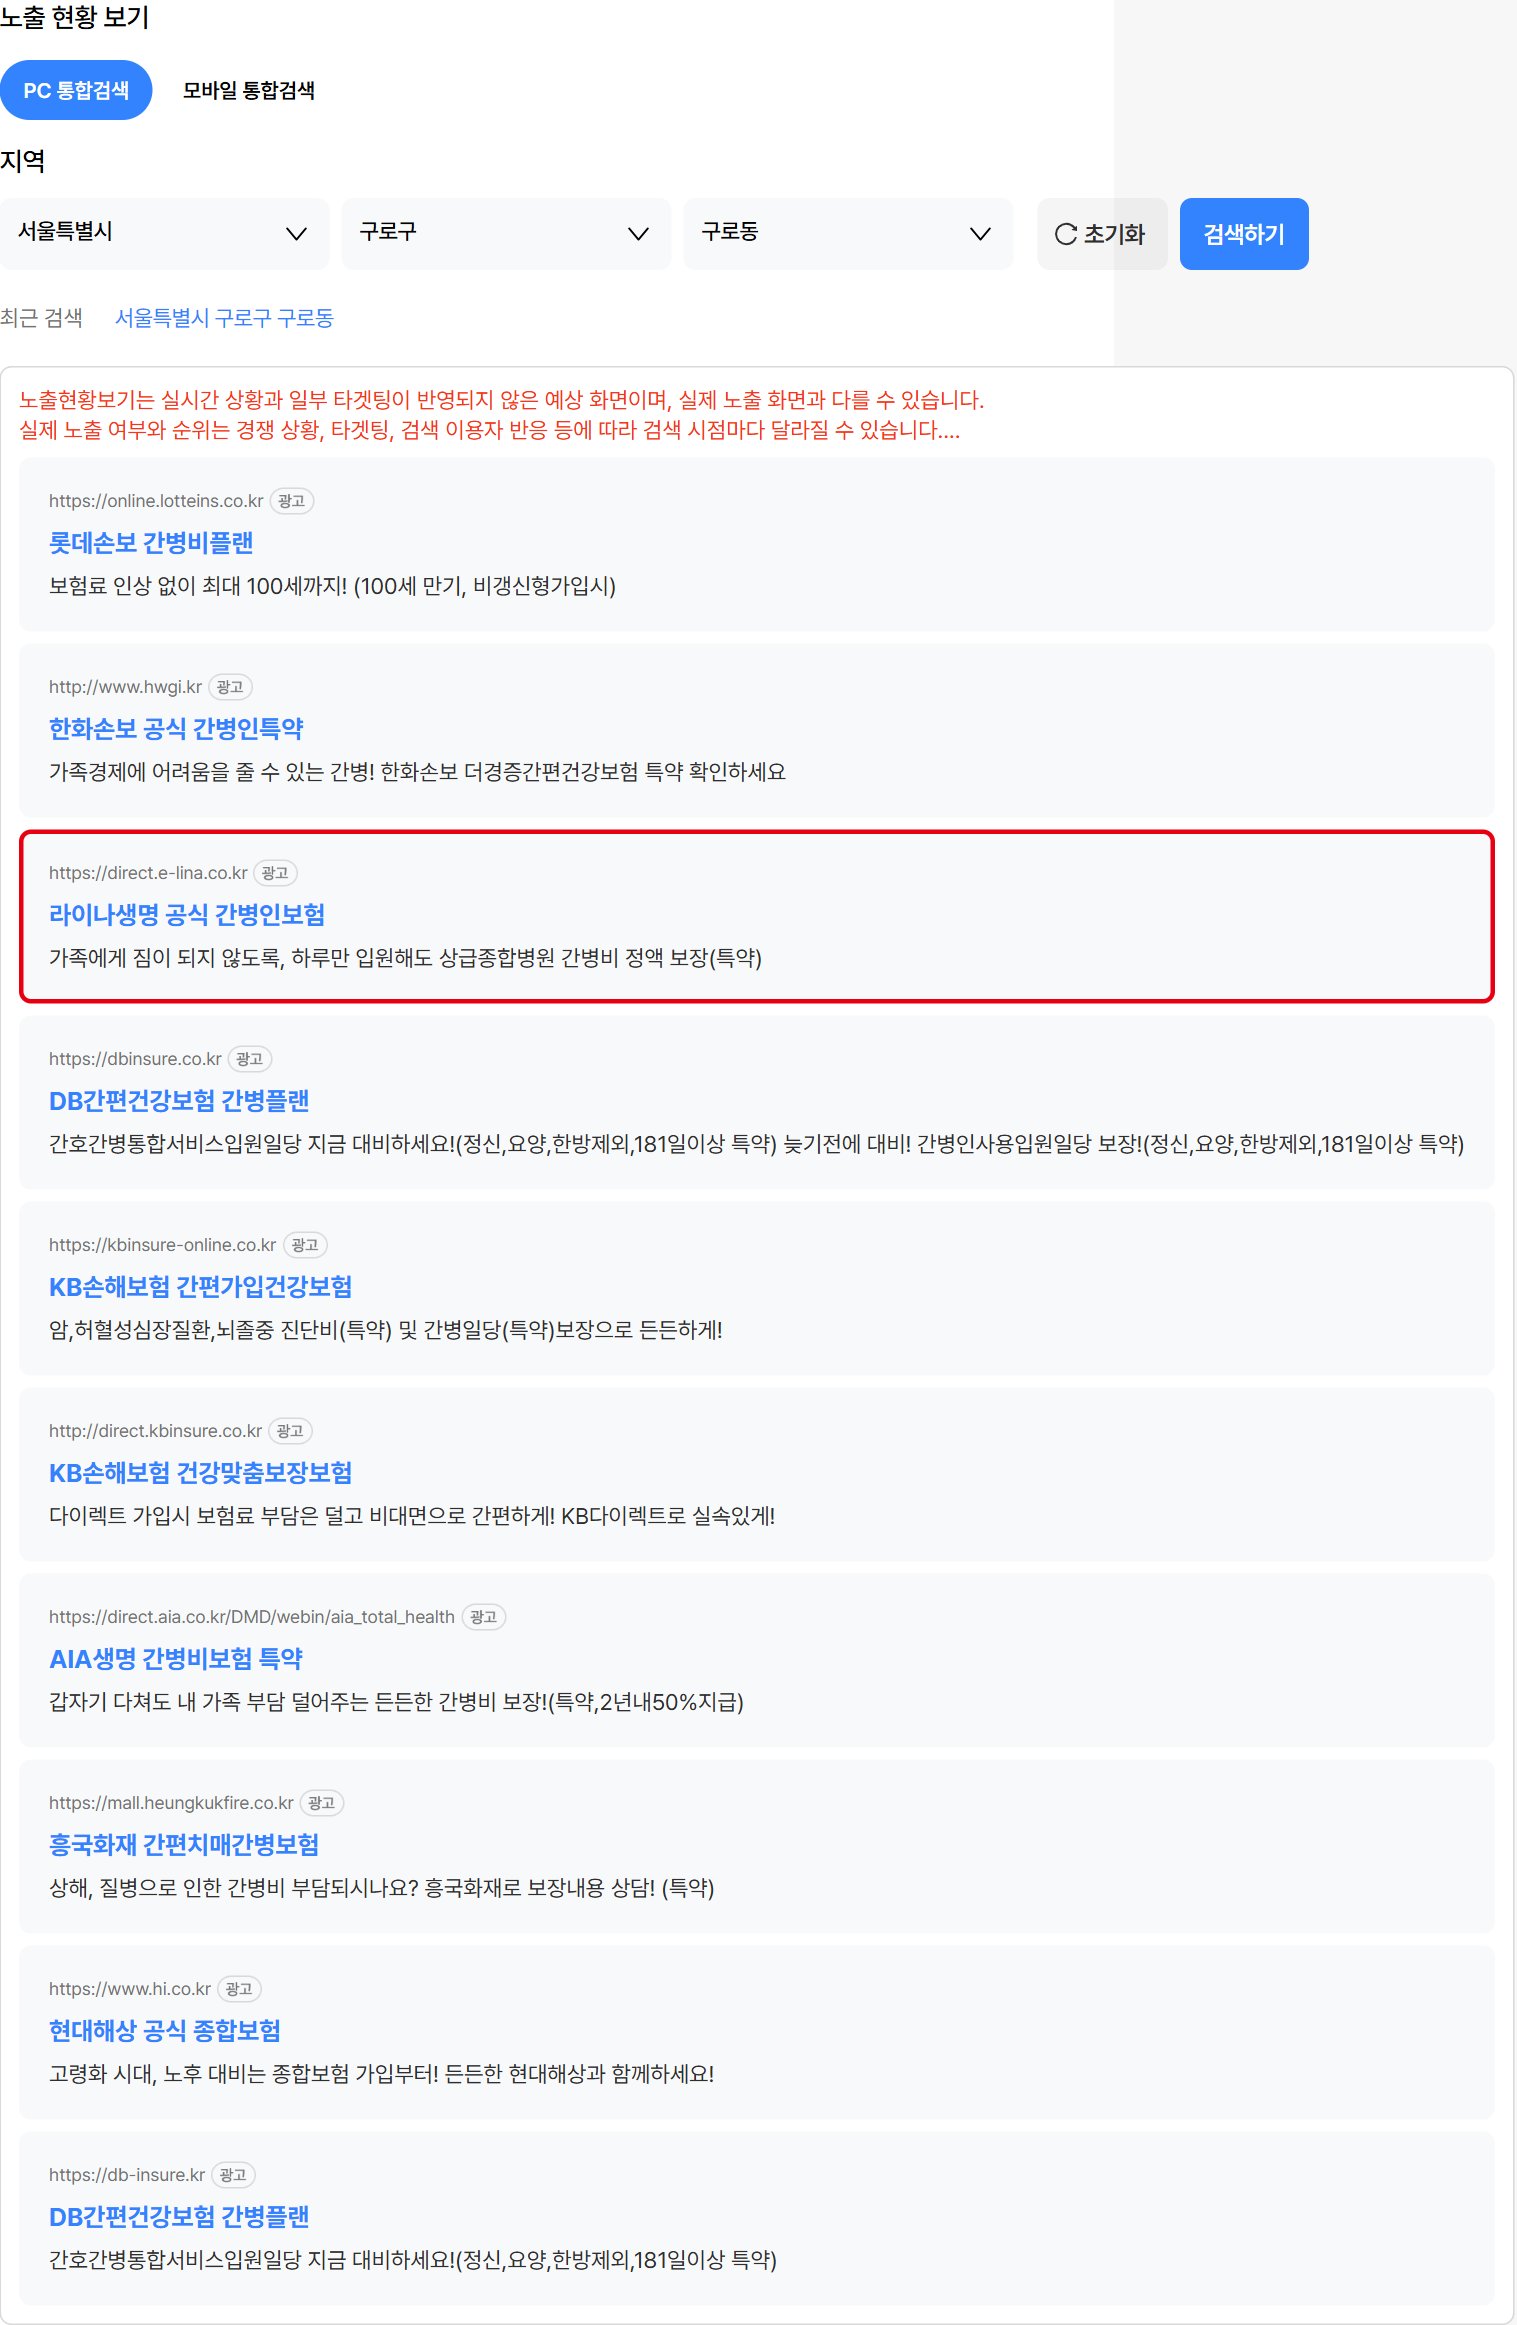 노출 현황 보기
PC 통합검색 모바일 통합검색
지역
서울특별시 구로구 구로동 초기화 검색하기
최근 검색 서울특별시 구로구 구로동
노출현황보기는 실시간 상황과 일부 타겟팅이 반영되지 않은 예상 화면이며, 실제 노출 화면과 다를 수 있습니다.
실제 노출 여부와 순위는 경쟁 상황, 타겟팅, 검색 이용자 반응 등에 따라 검색 시점마다 달라질 수 있습니다....
https://online.lotteins.co.kr 광고
롯데손보 간병비플랜
보험료 인상 없이 최대 100세까지! (100세 만기, 비갱신형가입시)
http://www.hwgi.kr 광고
한화손보 공식 간병인특약
가족경제에 어려움을 줄 수 있는 간병! 한화손보 더경증간편건강보험 특약 확인하세요
https://direct.e-lina.co.kr 광고
라이나생명 공식 간병인보험
가족에게 짐이 되지 않도록, 하루만 입원해도 상급종합병원 간병비 정액 보장(특약)
https://dbinsure.co.kr 광고
DB간편건강보험 간병플랜
간호간병통합서비스입원일당 지금 대비하세요!(정신,요양,한방제외,181일이상 특약) 늦기전에 대비! 간병인사용입원일당 보장!(정신,요양,한방제외,181일이상 특약)
https://kbinsure-online.co.kr 광고
KB손해보험 간편가입건강보험
암,허혈성심장질환,뇌졸중 진단비(특약) 및 간병일당(특약)보장으로 든든하게!
http://direct.kbinsure.co.kr 광고
KB손해보험 건강맞춤보장보험
다이렉트 가입시 보험료 부담은 덜고 비대면으로 간편하게! KB다이렉트로 실속있게!
https://direct.aia.co.kr/DMD/webin/aia_total_health 광고
AIA생명 간병비보험 특약
갑자기 다쳐도 내 가족 부담 덜어주는 든든한 간병비 보장!(특약,2년내50%지급)
https://mall.heungkukfire.co.kr 광고
흥국화재 간편치매간병보험
상해, 질병으로 인한 간병비 부담되시나요? 흥국화재로 보장내용 상담! (특약)
https://www.hi.co.kr 광고
현대해상 공식 종합보험
고령화 시대, 노후 대비는 종합보험 가입부터! 든든한 현대해상과 함께하세요!
https://db-insure.kr 광고
DB간편건강보험 간병플랜
간호간병통합서비스입원일당 지금 대비하세요!(정신,요양,한방제외,181일이상 특약)